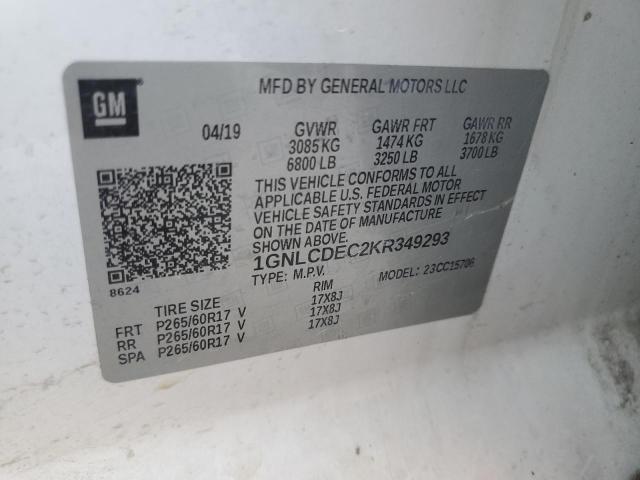 GM
MFD BY GENERAL MOTORS LLC
04/19 GVWR GAWR FRT GAWR RR
3085 KG 1474 KG 1678 KG
6800 LB 3250 LB 3700 LB
THIS VEHICLE CONFORMS TO ALL
APPLICABLE U.S. FEDERAL MOTOR
VEHICLE SAFETY STANDARDS IN EFFECT
ON THE DATE OF MANUFACTURE
SHOWN ABOVE.
1GNLCDEC2KR349293
8624 TYPE: M.P.V. MODEL: 23CC15706
TIRE SIZE RIM
FRT P265/60R17 V 17X8J
RR P265/60R17 V 17X8J
SPA P265/60R17 V 17X8J